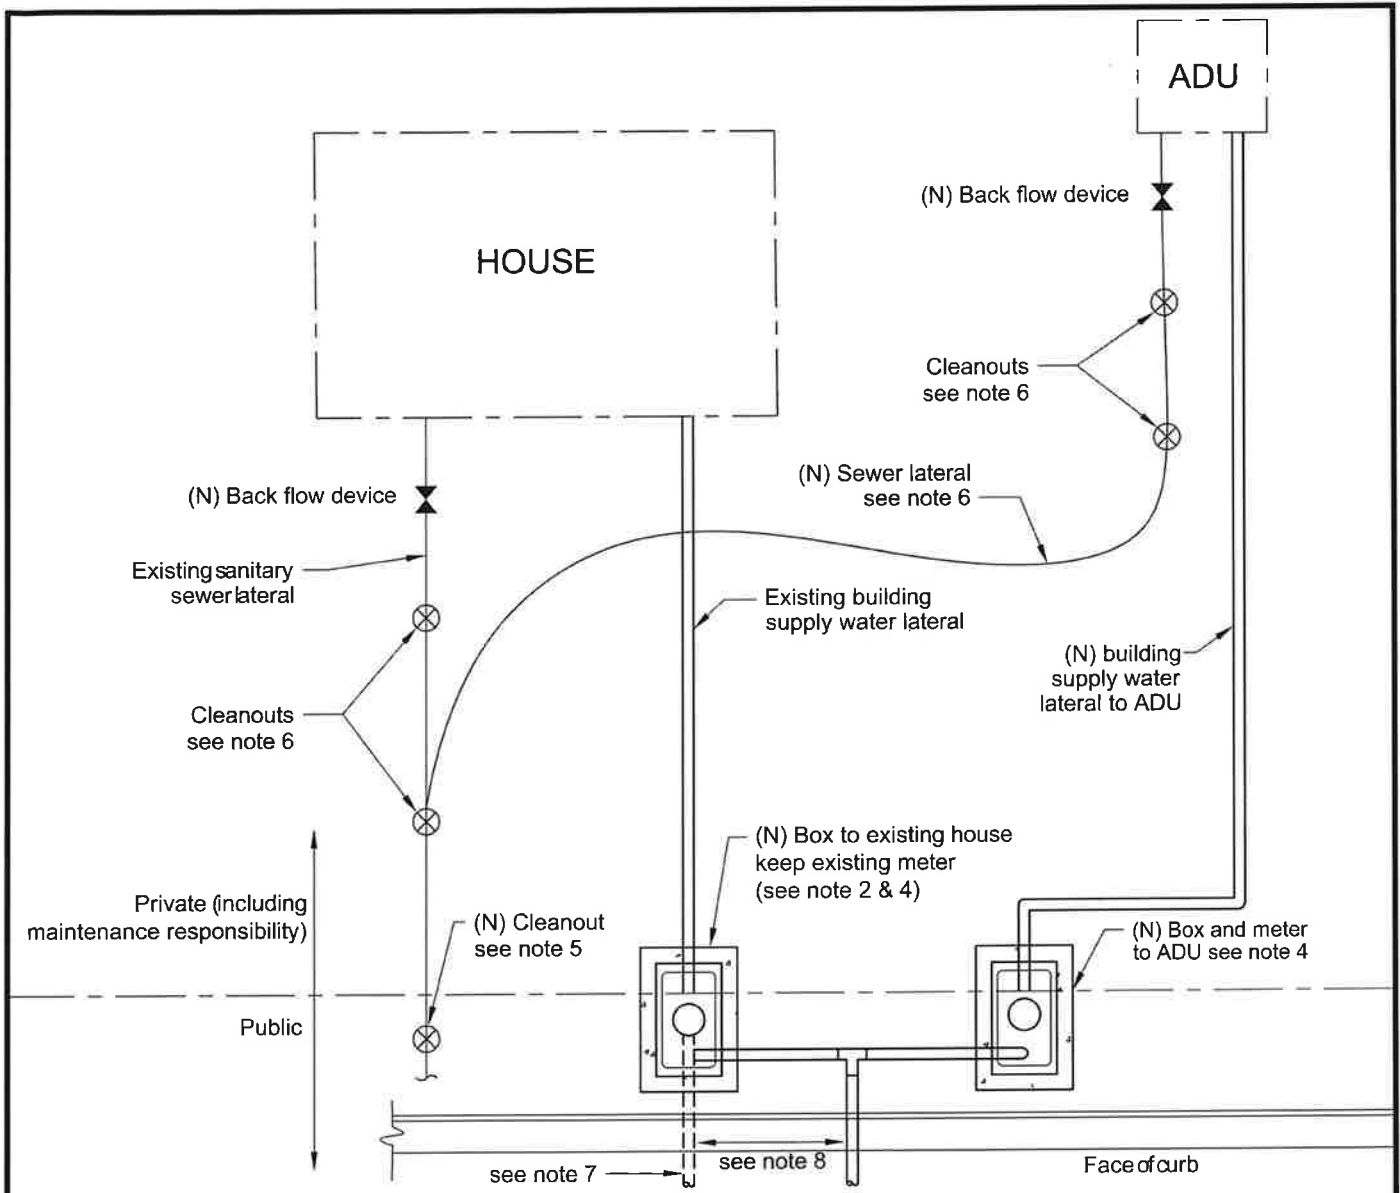 ADU
(N) Back flow device
HOUSE
Cleanouts
see note 6
(N) Sewer lateral
see note 6
(N) Back flow device
Existing sanitary
sewer lateral
Existing building
supply water lateral
(N) building
supply water
lateral to ADU
Cleanouts
see note 6
(N) Box to existing house
keep existing meter
(see note 2 & 4)
Private (including
maintenance responsibility)
(N) Cleanout
see note 5
(N) Box and meter
to ADU see note 4
Public
see note 7
see note 8
Face of curb